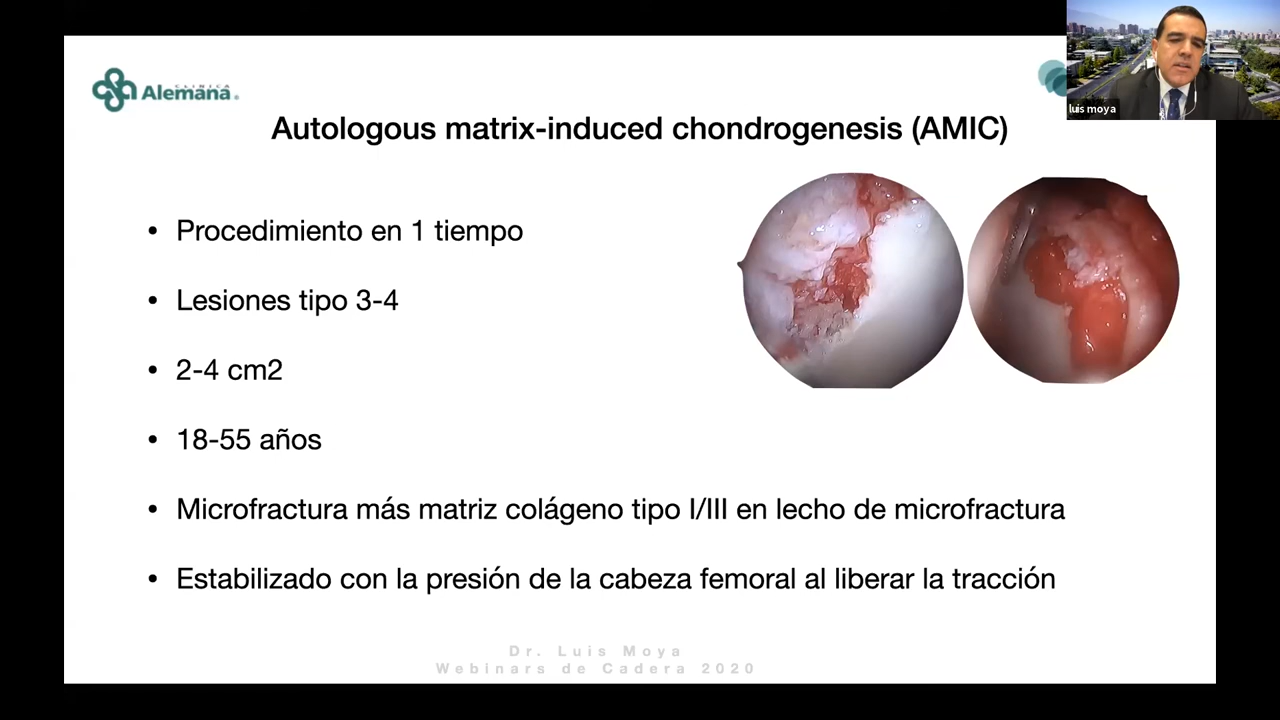 CLINICA
Alemana
luis moya
Autologous matrix-induced chondrogenesis (AMIC)
• Procedimiento en 1 tiempo
• Lesiones tipo 3-4
• 2-4 cm2
• 18-55 años
• Microfractura más matriz colágeno tipo I/III en lecho de microfractura
• Estabilizado con la presión de la cabeza femoral al liberar la tracción
Dr. Luis Moya
Webinars de Cadera 2020